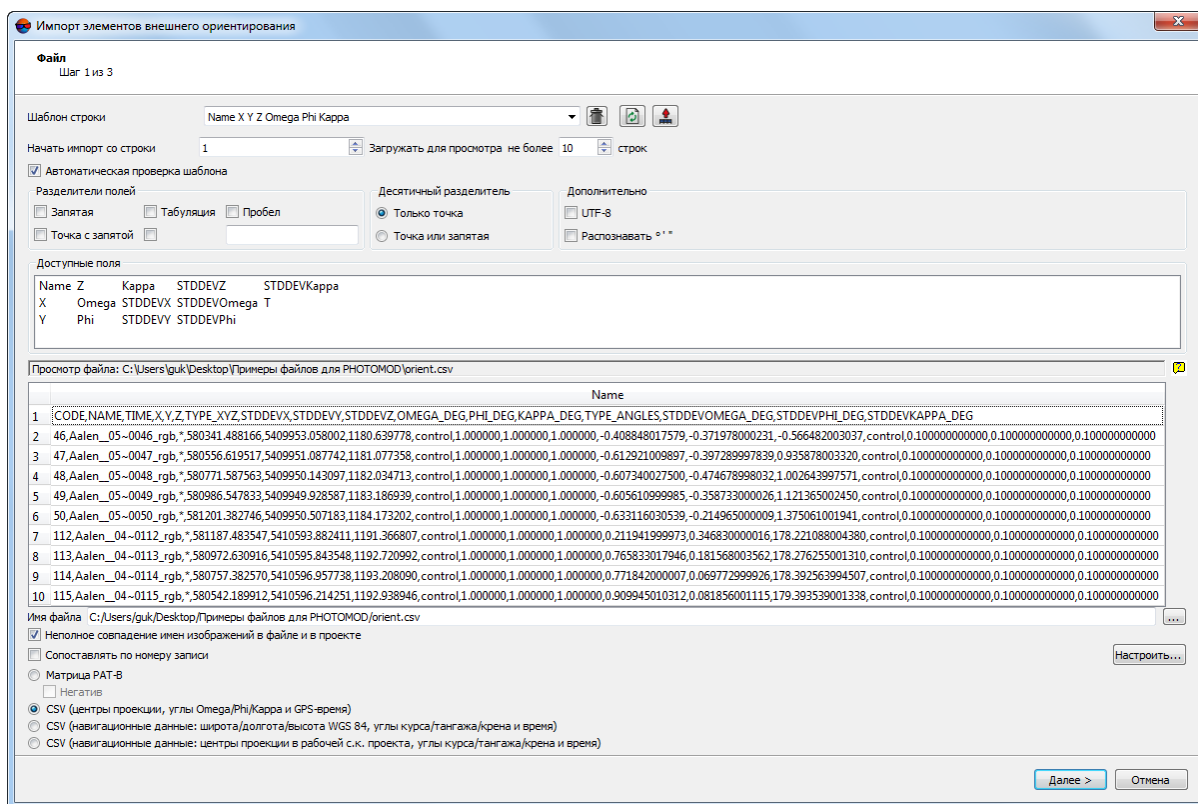 Импорт элементов внешнего ориентирования
Файл
Шаг 1 из 3
Шаблон строки Name X Y Z Omega Phi Kappa
Начать импорт со строки 1 Загружать для просмотра не более 10 строк
Автоматическая проверка шаблона
Разделители полей Десятичный разделитель Дополнительно
Запятая Табуляция Пробел Только точка UTF-8
Точка с запятой Точка или запятая Распознавать °'"
Доступные поля
Name Z Kappa STDDEVZ STDDEVKappa
X Omega STDDEVX STDDEVOmega T
Y Phi STDDEVY STDDEVPhi
Просмотр файла: C:\Users\guk\Desktop\Примеры файлов для PHOTOMOD\orient.csv
Name
1 CODE,NAME,TIME,X,Y,Z,TYPE_XYZ,STDDEVX,STDDEVY,STDDEVZ,OMEGA_DEG,PHI_DEG,KAPPA_DEG,TYPE_ANGLES,STDDEVOMEGA_DEG,STDDEVPHI_DEG,STDDEVKAPPA_DEG
2 46,Aalen__05~0046_rgb,*,580341.488166,5409953.058002,1180.639778,control,1.000000,1.000000,1.000000,-0.408848017579,-0.371978000231,-0.566482003037,control,0.100000000000,0.100000000000,0.100000000000
3 47,Aalen__05~0047_rgb,*,580556.619517,5409951.087742,1181.077358,control,1.000000,1.000000,1.000000,-0.612921009897,-0.397289997839,0.935878003320,control,0.100000000000,0.100000000000,0.100000000000
4 48,Aalen__05~0048_rgb,*,580771.587563,5409950.143097,1182.034713,control,1.000000,1.000000,1.000000,-0.607340027500,-0.474678998032,1.002643997571,control,0.100000000000,0.100000000000,0.100000000000
5 49,Aalen__05~0049_rgb,*,580986.547833,5409949.928587,1183.186939,control,1.000000,1.000000,1.000000,-0.605610999985,-0.358733000026,1.121365002450,control,0.100000000000,0.100000000000,0.100000000000
6 50,Aalen__05~0050_rgb,*,581201.382746,5409950.507183,1184.173202,control,1.000000,1.000000,1.000000,-0.633116030539,-0.214965000009,1.375061001941,control,0.100000000000,0.100000000000,0.100000000000
7 112,Aalen__04~0112_rgb,*,581187.483547,5410593.882411,1191.366807,control,1.000000,1.000000,1.000000,0.211941999973,0.346830000016,178.221088004380,control,0.100000000000,0.100000000000,0.100000000000
8 113,Aalen__04~0113_rgb,*,580972.630916,5410595.843548,1192.720992,control,1.000000,1.000000,1.000000,0.765833017946,0.181568003562,178.276255001310,control,0.100000000000,0.100000000000,0.100000000000
9 114,Aalen__04~0114_rgb,*,580757.382570,5410596.957738,1193.208090,control,1.000000,1.000000,1.000000,0.771842000007,0.069772999926,178.392563994507,control,0.100000000000,0.100000000000,0.100000000000
10 115,Aalen__04~0115_rgb,*,580542.189912,5410596.214251,1192.938946,control,1.000000,1.000000,1.000000,0.909945010312,0.081856001115,179.393539001338,control,0.100000000000,0.100000000000,0.100000000000
Имя файла C:/Users/guk/Desktop/Примеры файлов для PHOTOMOD/orient.csv ...
Неполное совпадение имен изображений в файле и в проекте
Сопоставлять по номеру записи Настроить...
Матрица PAT-B
Негатив
CSV (центры проекции, углы Omega/Phi/Kappa и GPS-время)
CSV (навигационные данные: широта/долгота/высота WGS 84, углы курса/тангажа/крена и время)
CSV (навигационные данные: центры проекции в рабочей с.к. проекта, углы курса/тангажа/крена и время)
Далее > Отмена